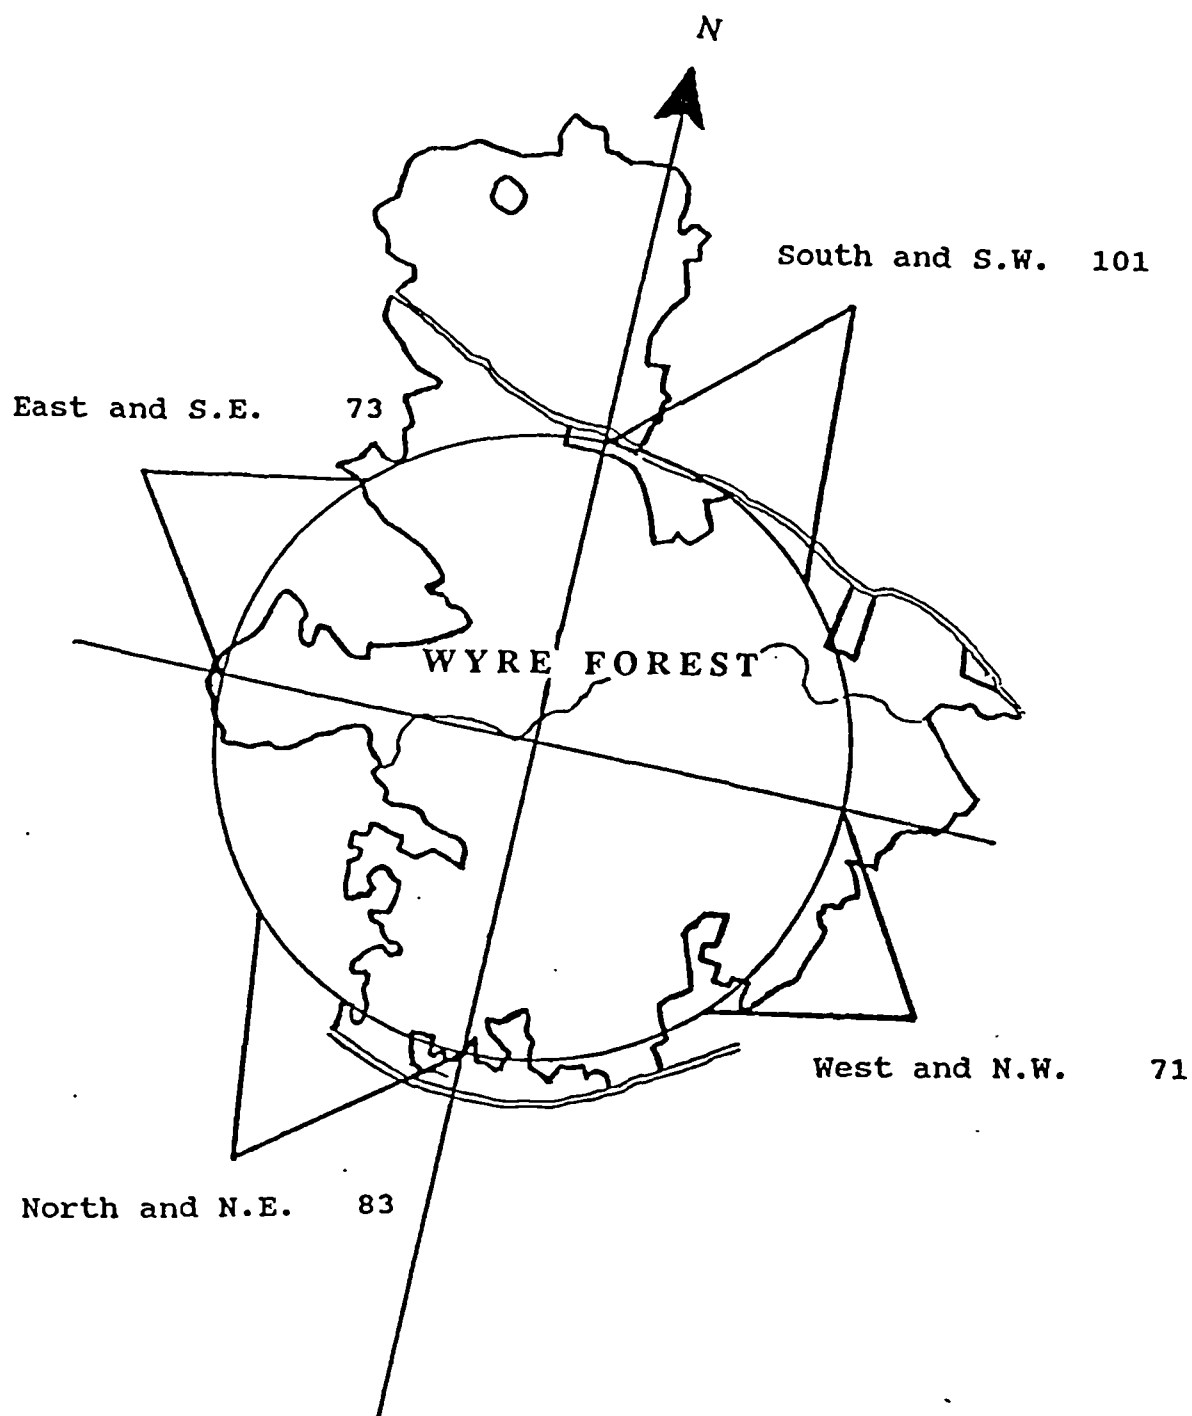 N
South and S.W. 101
East and S.E. 73
WYRE FOREST
West and N.W. 71
North and N.E. 83